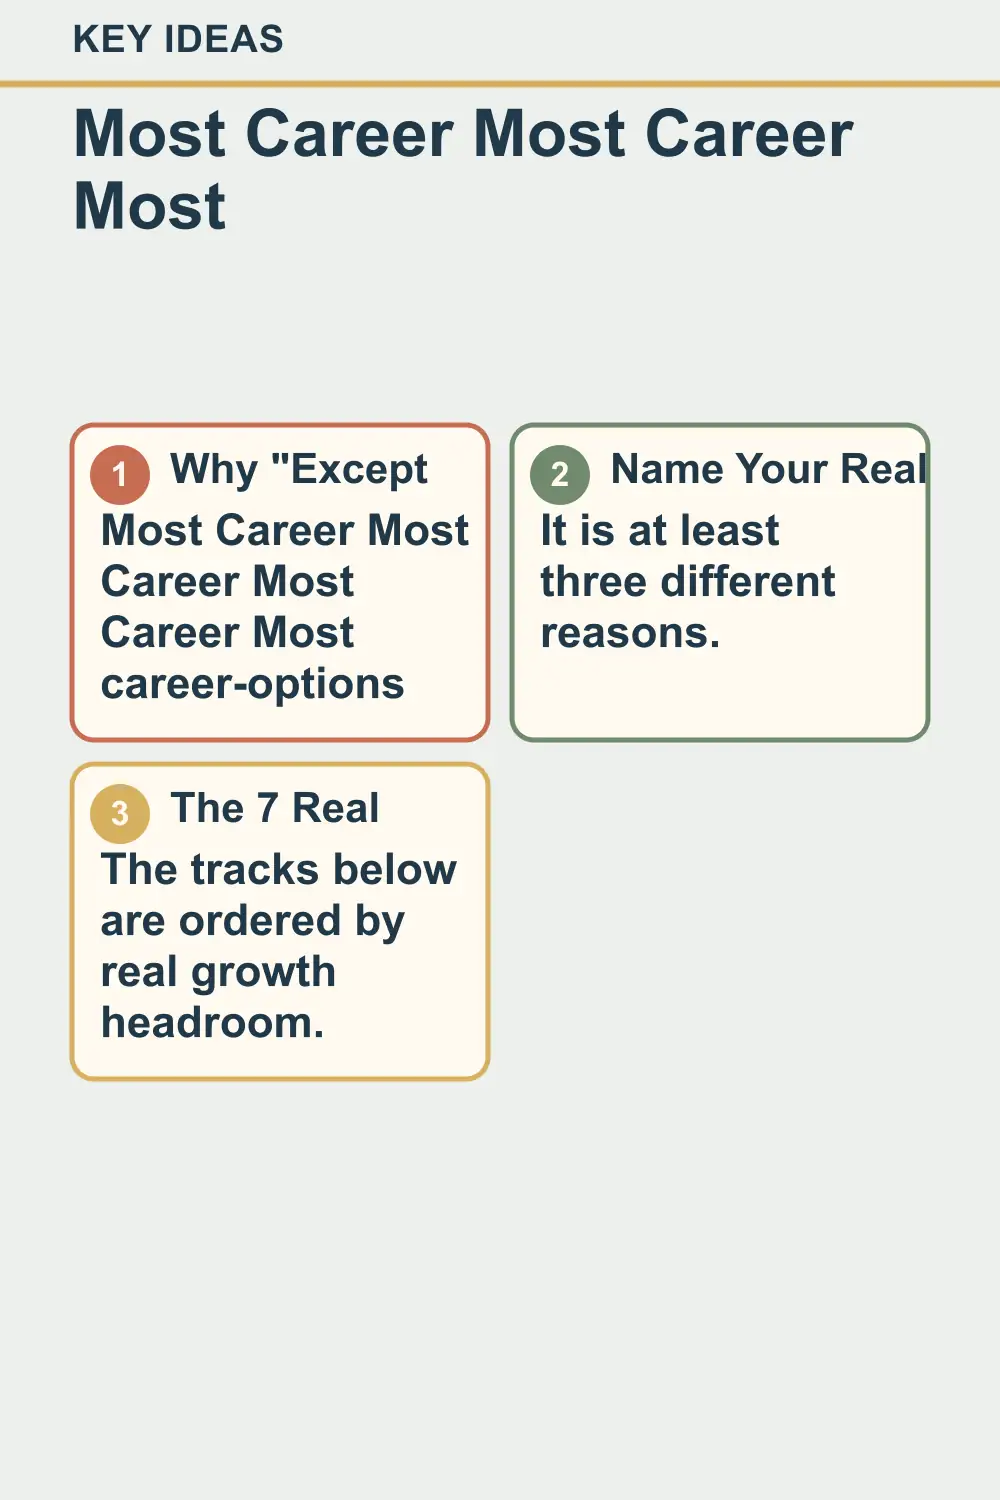 KEY IDEAS
Most Career Most Career
Most
1
Why "Except
Most Career Most
Career Most
Career Most
career-options
2
Name Your Real
It is at least
three different
reasons.
3
The 7 Real
The tracks below
are ordered by
real growth
headroom.